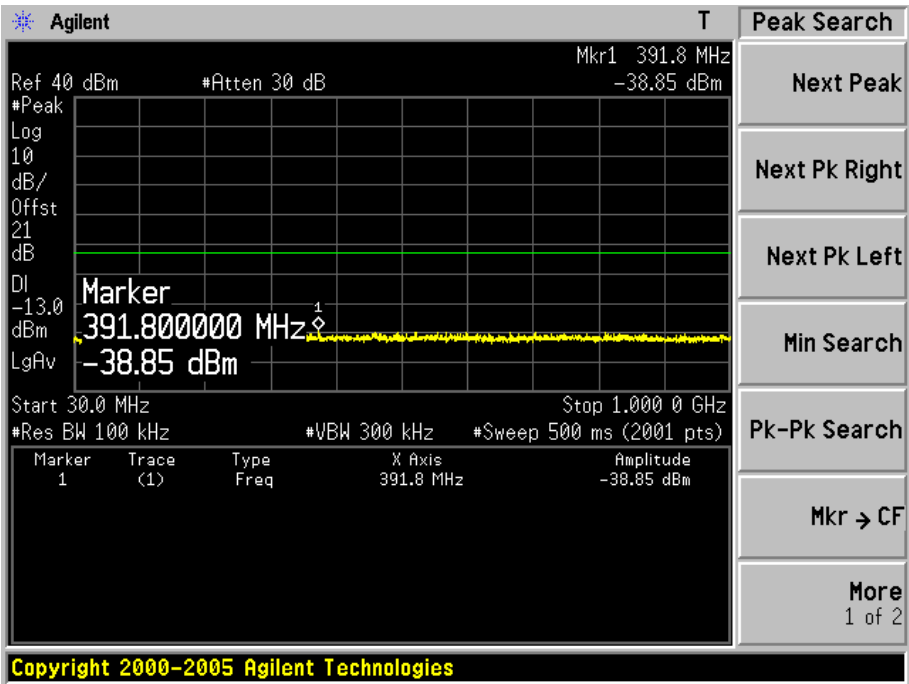 Agilent T Peak Search
Mkr1 391.8 MHz
Ref 40 dBm #Atten 30 dB -38.85 dBm
#Peak
Log
10
dB/
Offst
21
dB
DI
-13.0
dBm
LgAv
Marker
391.800000 MHz
-38.85 dBm
1
Start 30.0 MHz Stop 1.000 0 GHz
#Res BW 100 kHz #VBW 300 kHz #Sweep 500 ms (2001 pts)
Marker Trace Type X Axis Amplitude
1 (1) Freq 391.8 MHz -38.85 dBm
Next Peak
Next Pk Right
Next Pk Left
Min Search
Pk-Pk Search
Mkr → CF
More
1 of 2
Copyright 2000-2005 Agilent Technologies